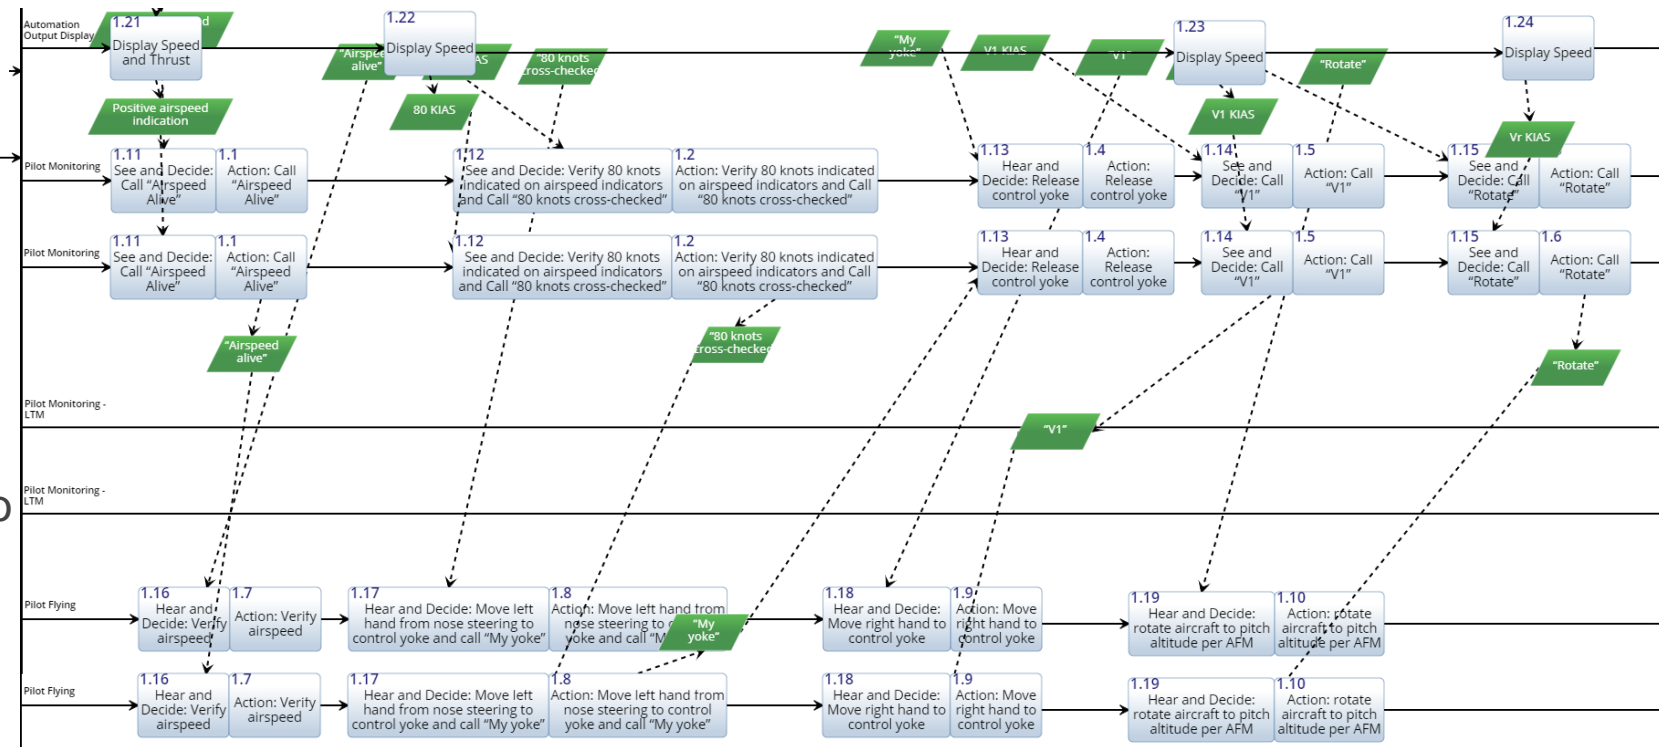 Automation
Output Display
1.21
Display Speed
and Thrust
d
"Airspeed
alive"
1.22
Display Speed
AS
"80 knots
cross-checked
"My
yoke"
V1 KIAS
"V1"
1.23
Display Speed
"Rotate"
1.24
Display Speed
Positive airspeed
indication
80 KIAS
V1 KIAS
Vr KIAS
Pilot Monitoring
1.11
See and Decide:
Call “Airspeed
Alive”
1.1
Action: Call
“Airspeed
Alive”
1.12
See and Decide: Verify 80 knots
indicated on airspeed indicators
and Call “80 knots cross-checked”
1.2
Action: Verify 80 knots indicated
on airspeed indicators and Call
“80 knots cross-checked”
1.13
Hear and
Decide: Release
control yoke
1.4
Action:
Release
control yoke
1.14
See and
Decide: Call
“V1”
1.5
Action: Call
“V1”
1.15
See and
Decide: Call
“Rotate”
Action: Call
“Rotate”
Pilot Monitoring
1.11
See and Decide:
Call “Airspeed
Alive”
1.1
Action: Call
“Airspeed
Alive”
1.12
See and Decide: Verify 80 knots
indicated on airspeed indicators
and Call “80 knots cross-checked”
1.2
Action: Verify 80 knots indicated
on airspeed indicators and Call
“80 knots cross-checked”
1.13
Hear and
Decide: Release
control yoke
1.4
Action:
Release
control yoke
1.14
See and
Decide: Call
“V1”
1.5
Action: Call
“V1”
1.15
See and
Decide: Call
“Rotate”
1.6
Action: Call
“Rotate”
"Airspeed
alive"
"80 knots
cross-checked
"Rotate"
Pilot Monitoring -
LTM
"V1"
Pilot Monitoring -
LTM
Pilot Flying
1.16
Hear and
Decide: Verify
airspeed
1.7
Action: Verify
airspeed
1.17
Hear and Decide: Move left
hand from nose steering to
control yoke and call “My yoke”
1.8
Action: Move left hand from
nose steering to c
yoke and call “M
"My
yoke"
1.18
Hear and Decide:
Move right hand to
control yoke
1.9
Action: Move
right hand to
control yoke
1.19
Hear and Decide:
rotate aircraft to pitch
altitude per AFM
1.10
Action: rotate
aircraft to pitch
altitude per AFM
Pilot Flying
1.16
Hear and
Decide: Verify
airspeed
1.7
Action: Verify
airspeed
1.17
Hear and Decide: Move left
hand from nose steering to
control yoke and call “My yoke”
1.8
Action: Move left hand from
nose steering to control
yoke and call “My yoke”
1.18
Hear and Decide:
Move right hand to
control yoke
1.9
Action: Move
right hand to
control yoke
1.19
Hear and Decide:
rotate aircraft to pitch
altitude per AFM
1.10
Action: rotate
aircraft to pitch
altitude per AFM